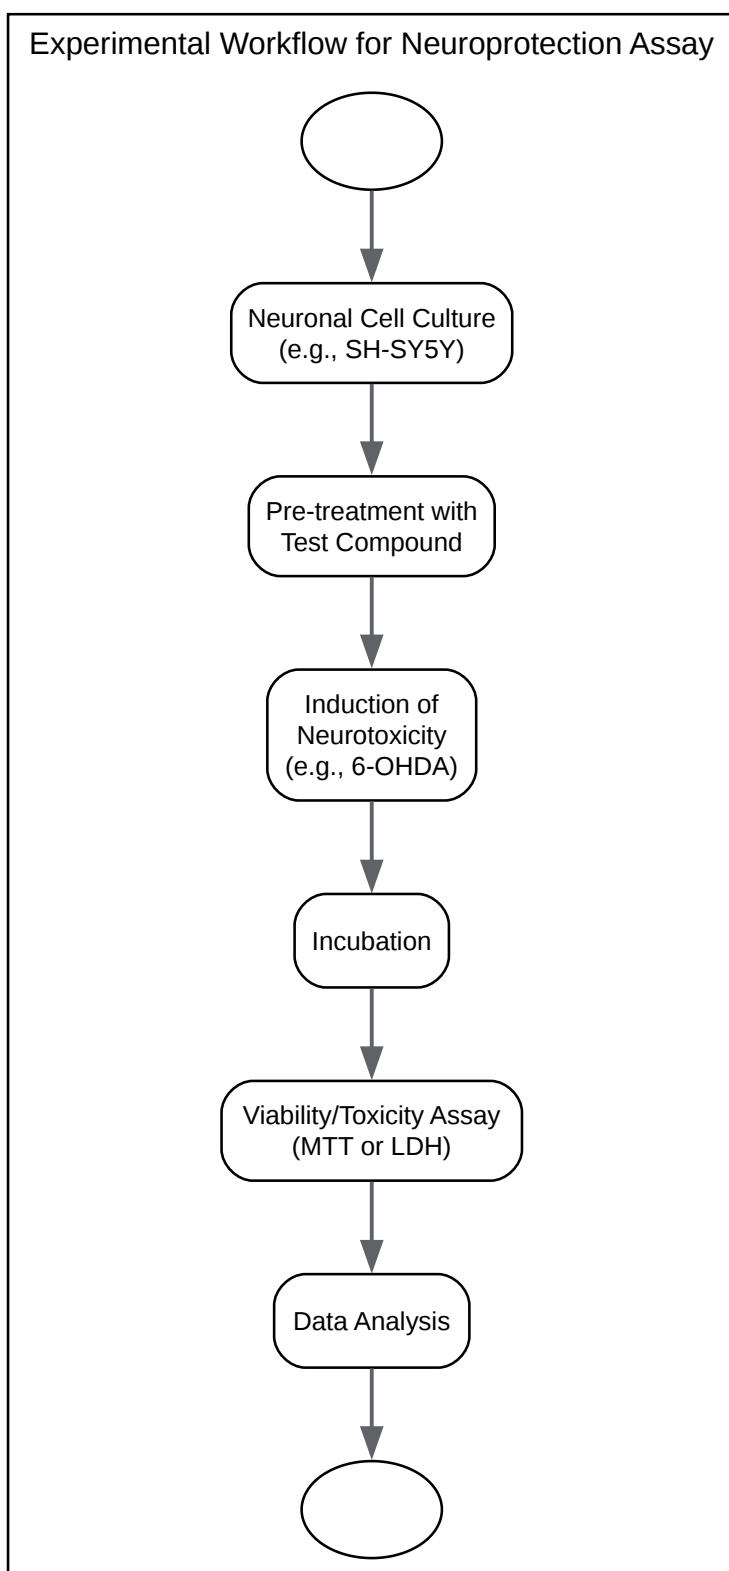 Experimental Workflow for Neuroprotection Assay
Neuronal Cell Culture
(e.g., SH-SY5Y)
Pre-treatment with
Test Compound
Induction of
Neurotoxicity
(e.g., 6-OHDA)
Incubation
Viability/Toxicity Assay
(MTT or LDH)
Data Analysis